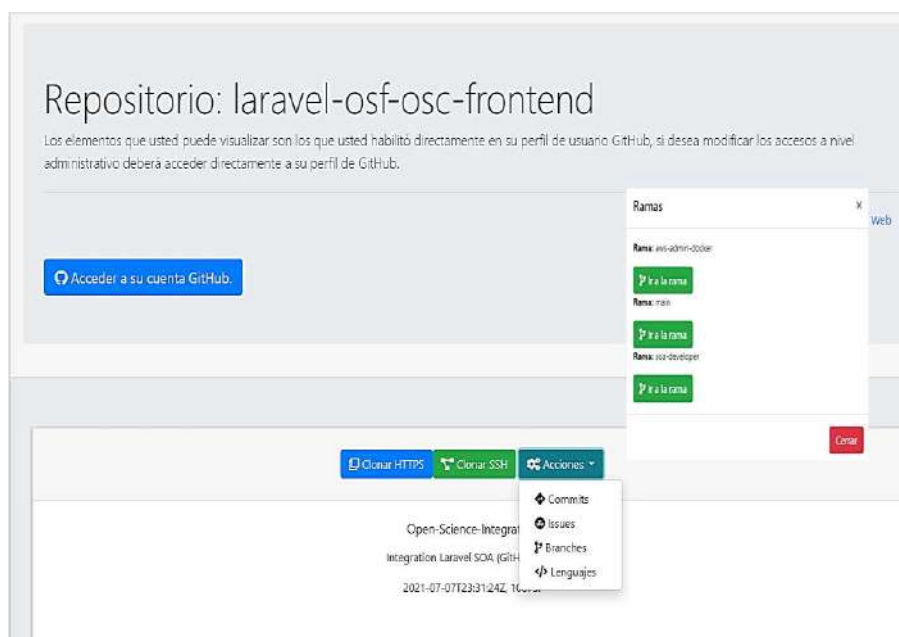 Repositorio: laravel-osf-osc-frontend
Los elementos que usted puede visualizar son los que usted habilitó directamente en su perfil de usuario GitHub, si desea modificar los accesos a nivel
administrativo deberá acceder directamente a su perfil de GitHub.
Web
Acceder a su cuenta GitHub.
Ramas x
Rama: aws-admin-docker
Ir a la rama
Rama: main
Ir a la rama
Rama: soa-developer
Ir a la rama
Cerrar
Clonar HTTPS Clonar SSH Acciones
Commits
Issues
Branches
Lenguajes
Open-Science-Integrat
Integration Laravel SOA (GitH
2021-07-07T23:31:24Z,